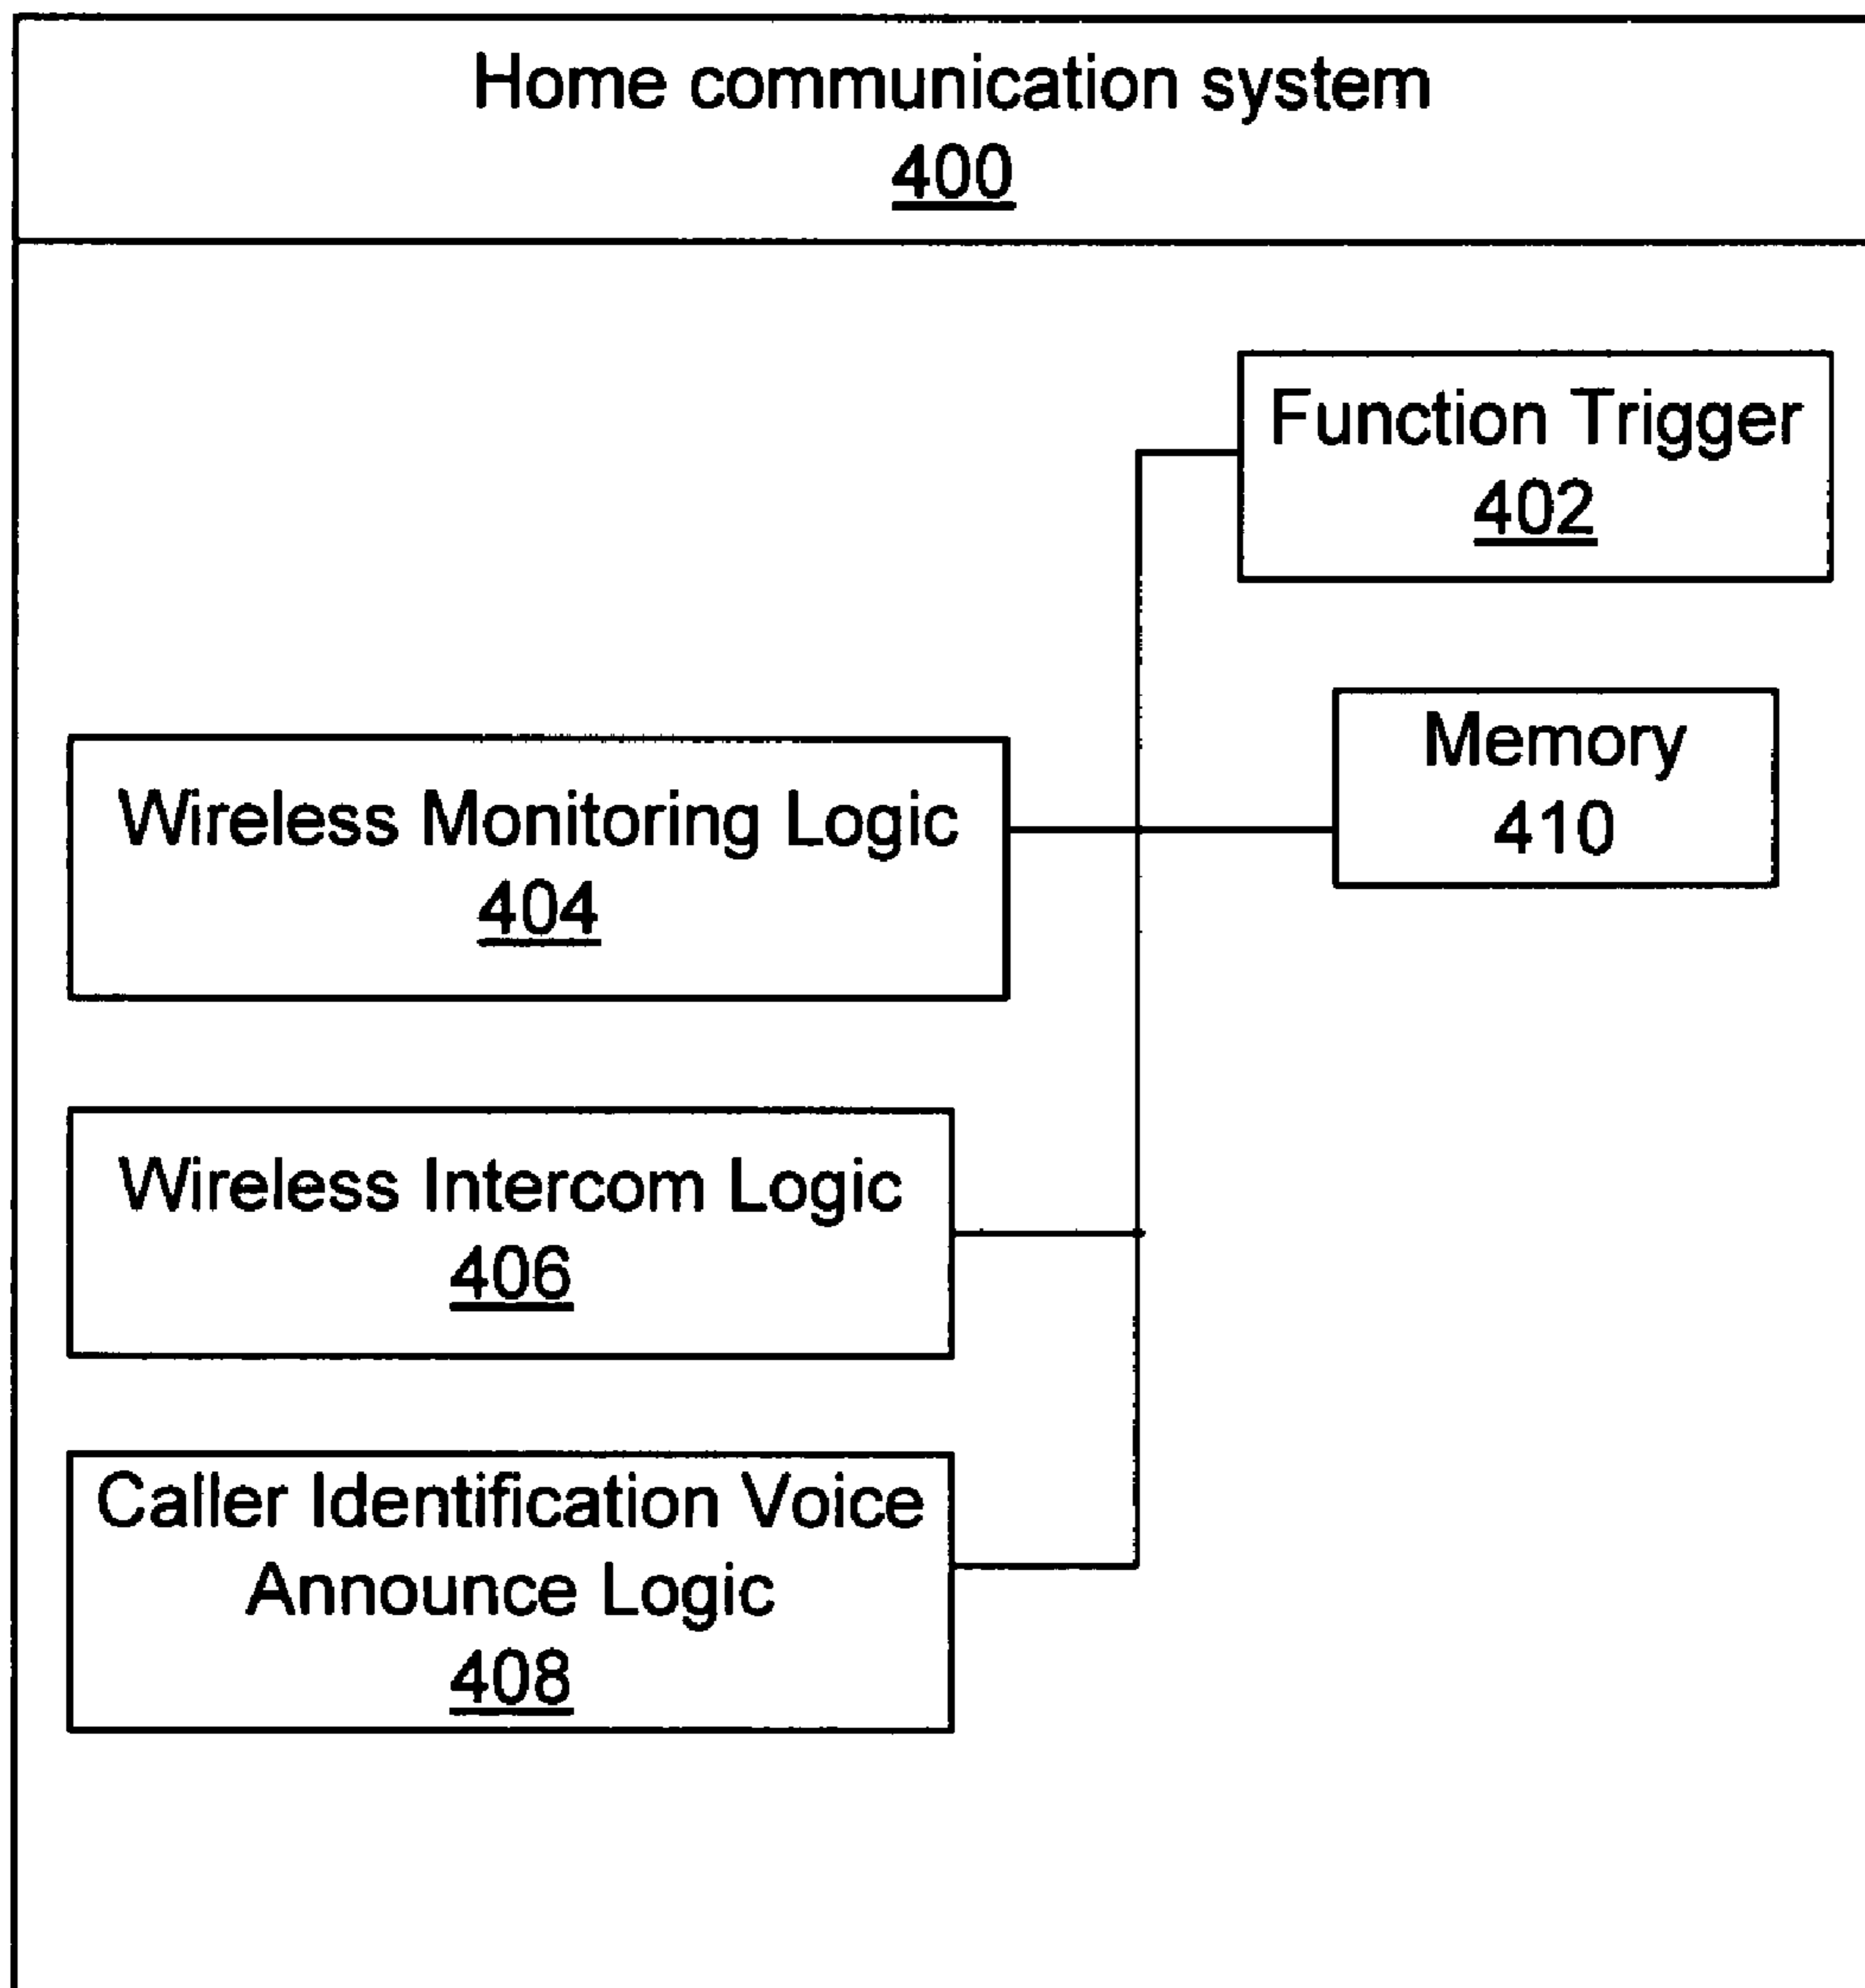 Home communication system
400
Function Trigger
402
Memory
410
Wireless Monitoring Logic
404
Wireless Intercom Logic
406
Caller Identification Voice
Announce Logic
408